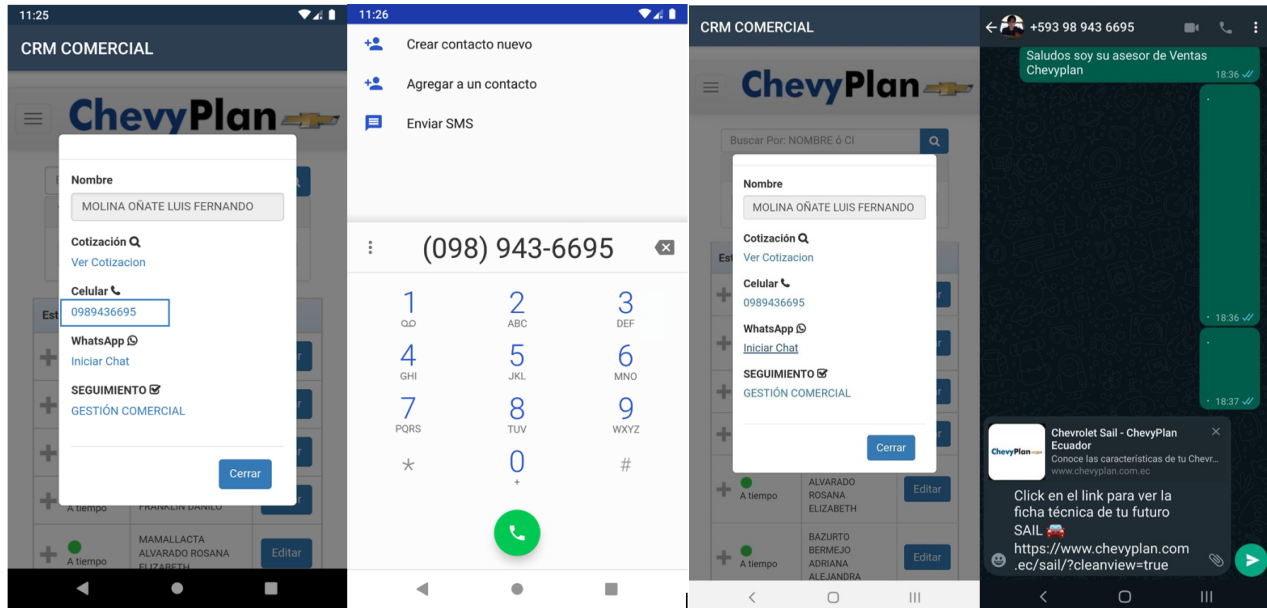 11:25
CRM COMERCIAL
ChevyPlan
Nombre
MOLINA OÑATE LUIS FERNANDO
Cotización
Ver Cotizacion
Celular
Est
0989436695
WhatsApp
Iniciar Chat
SEGUIMIENTO
GESTIÓN COMERCIAL
Cerrar
A tiempo
FRANKLIN DANILO
MAMALLACTA
ALVARADO ROSANA
ELIZABETH
A tiempo
Editar
11:26
Crear contacto nuevo
Agregar a un contacto
Enviar SMS
(098) 943-6695
1 2 3
ABC DEF
4 5 6
GHI JKL MNO
7 8 9
PQRS TUV WXYZ
* 0 #
+
CRM COMERCIAL
ChevyPlan
Buscar Por: NOMBRE ó CI
Nombre
MOLINA OÑATE LUIS FERNANDO
Cotización
Est
Ver Cotizacion
Celular
0989436695
WhatsApp
Iniciar Chat
SEGUIMIENTO
GESTIÓN COMERCIAL
Cerrar
ALVARADO
ROSANA
ELIZABETH
A tiempo
Editar
BAZURTO
BERMEJO
ADRIANA
ALEJANDRA
A tiempo
Editar
+593 98 943 6695
Saludos soy su asesor de Ventas
Chevyplan
18:36
.
. 18:36
.
. 18:37
ChevyPlan
Chevrolet Sail - ChevyPlan
Ecuador
Conoce las características de tu Chevr...
www.chevyplan.com.ec
Click en el link para ver la
ficha técnica de tu futuro
SAIL 🚘
https://www.chevyplan.com
.ec/sail/?cleanview=true